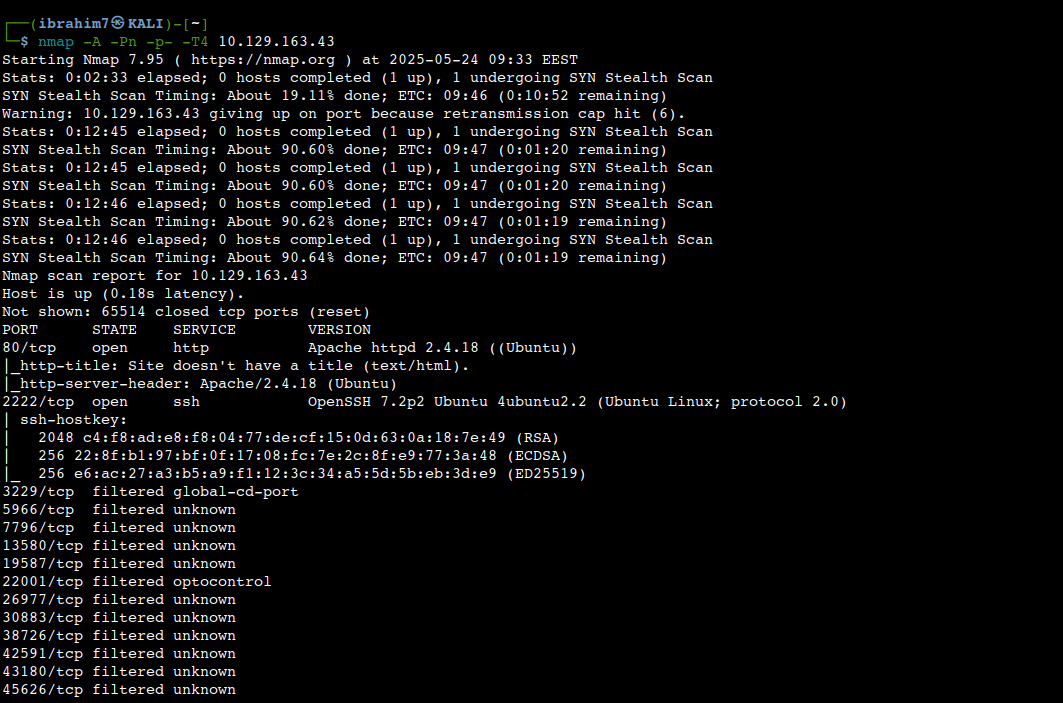 ┌──(ibrahim7㉿KALI)-[~]
└─$ nmap -A -Pn -p- -T4 10.129.163.43
Starting Nmap 7.95 ( https://nmap.org ) at 2025-05-24 09:33 EEST
Stats: 0:02:33 elapsed; 0 hosts completed (1 up), 1 undergoing SYN Stealth Scan
SYN Stealth Scan Timing: About 19.11% done; ETC: 09:46 (0:10:52 remaining)
Warning: 10.129.163.43 giving up on port because retransmission cap hit (6).
Stats: 0:12:45 elapsed; 0 hosts completed (1 up), 1 undergoing SYN Stealth Scan
SYN Stealth Scan Timing: About 90.60% done; ETC: 09:47 (0:01:20 remaining)
Stats: 0:12:45 elapsed; 0 hosts completed (1 up), 1 undergoing SYN Stealth Scan
SYN Stealth Scan Timing: About 90.60% done; ETC: 09:47 (0:01:20 remaining)
Stats: 0:12:46 elapsed; 0 hosts completed (1 up), 1 undergoing SYN Stealth Scan
SYN Stealth Scan Timing: About 90.62% done; ETC: 09:47 (0:01:19 remaining)
Stats: 0:12:46 elapsed; 0 hosts completed (1 up), 1 undergoing SYN Stealth Scan
SYN Stealth Scan Timing: About 90.64% done; ETC: 09:47 (0:01:19 remaining)
Nmap scan report for 10.129.163.43
Host is up (0.18s latency).
Not shown: 65514 closed tcp ports (reset)
PORT      STATE    SERVICE        VERSION
80/tcp    open     http           Apache httpd 2.4.18 ((Ubuntu))
|_http-title: Site doesn't have a title (text/html).
|_http-server-header: Apache/2.4.18 (Ubuntu)
2222/tcp  open     ssh            OpenSSH 7.2p2 Ubuntu 4ubuntu2.2 (Ubuntu Linux; protocol 2.0)
| ssh-hostkey:
|   2048 c4:f8:ad:e8:f8:04:77:de:cf:15:0d:63:0a:18:7e:49 (RSA)
|   256 22:8f:b1:97:bf:0f:17:08:fc:7e:2c:8f:e9:77:3a:48 (ECDSA)
|_  256 e6:ac:27:a3:b5:a9:f1:12:3c:34:a5:5d:5b:eb:3d:e9 (ED25519)
3229/tcp  filtered global-cd-port
5966/tcp  filtered unknown
7796/tcp  filtered unknown
13580/tcp filtered unknown
19587/tcp filtered unknown
22001/tcp filtered optocontrol
26977/tcp filtered unknown
30883/tcp filtered unknown
38726/tcp filtered unknown
42591/tcp filtered unknown
43180/tcp filtered unknown
45626/tcp filtered unknown